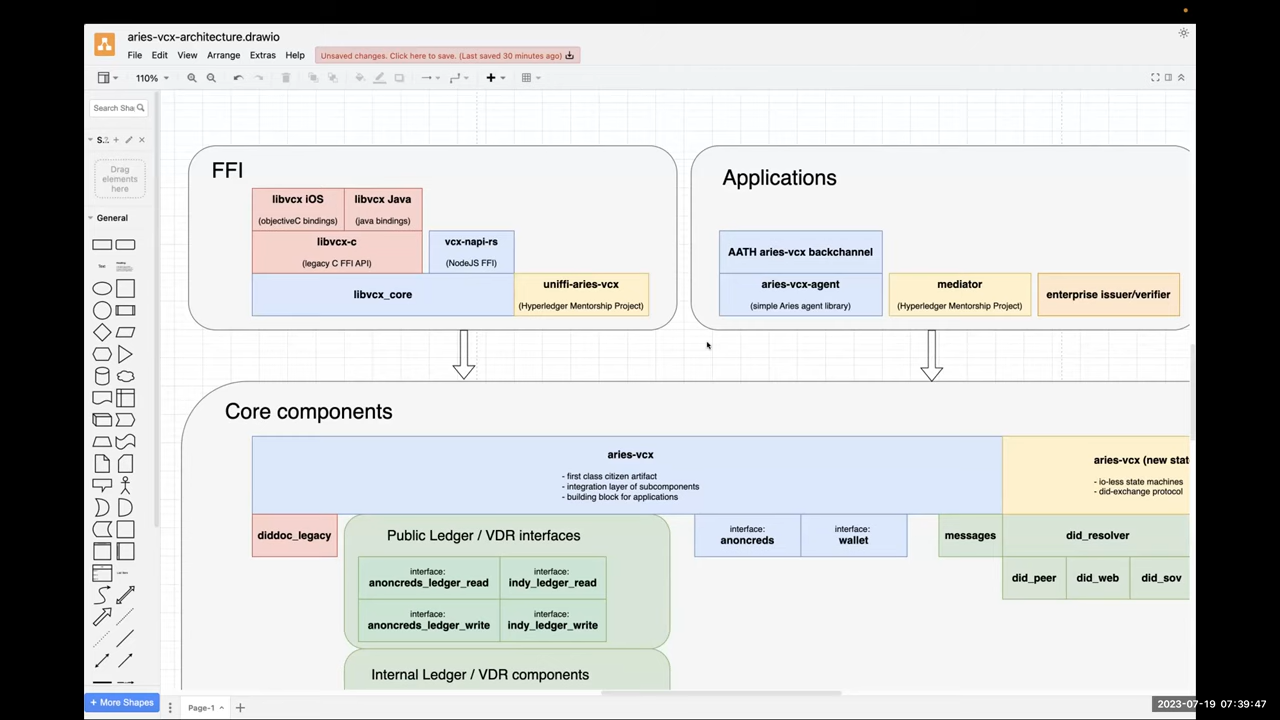 aries-vcx-architecture.drawio
File Edit View Arrange Extras Help
Unsaved changes. Click here to save. (Last saved 30 minutes ago)
110%
Search Sha
S..
Drag
elements
here
General
Text
+ More Shapes
Page-1
FFI
libvcx iOS
(objectiveC bindings)
libvcx Java
(java bindings)
libvcx-c
(legacy C FFI API)
vcx-napi-rs
(NodeJS FFI)
libvcx_core
uniffi-aries-vcx
(Hyperledger Mentorship Project)
Applications
AATH aries-vcx backchannel
aries-vcx-agent
(simple Aries agent library)
mediator
(Hyperledger Mentorship Project)
enterprise issuer/verifier
Core components
aries-vcx
- first class citizen artifact
- integration layer of subcomponents
- building block for applications
aries-vcx (new stat
- io-less state machines
- did-exchange protocol
diddoc_legacy
Public Ledger / VDR interfaces
interface:
anoncreds_ledger_read
interface:
indy_ledger_read
interface:
anoncreds_ledger_write
interface:
indy_ledger_write
Internal Ledger / VDR components
interface:
anoncreds
interface:
wallet
messages
did_resolver
did_peer
did_web
did_sov
2023-07-19 07:39:47